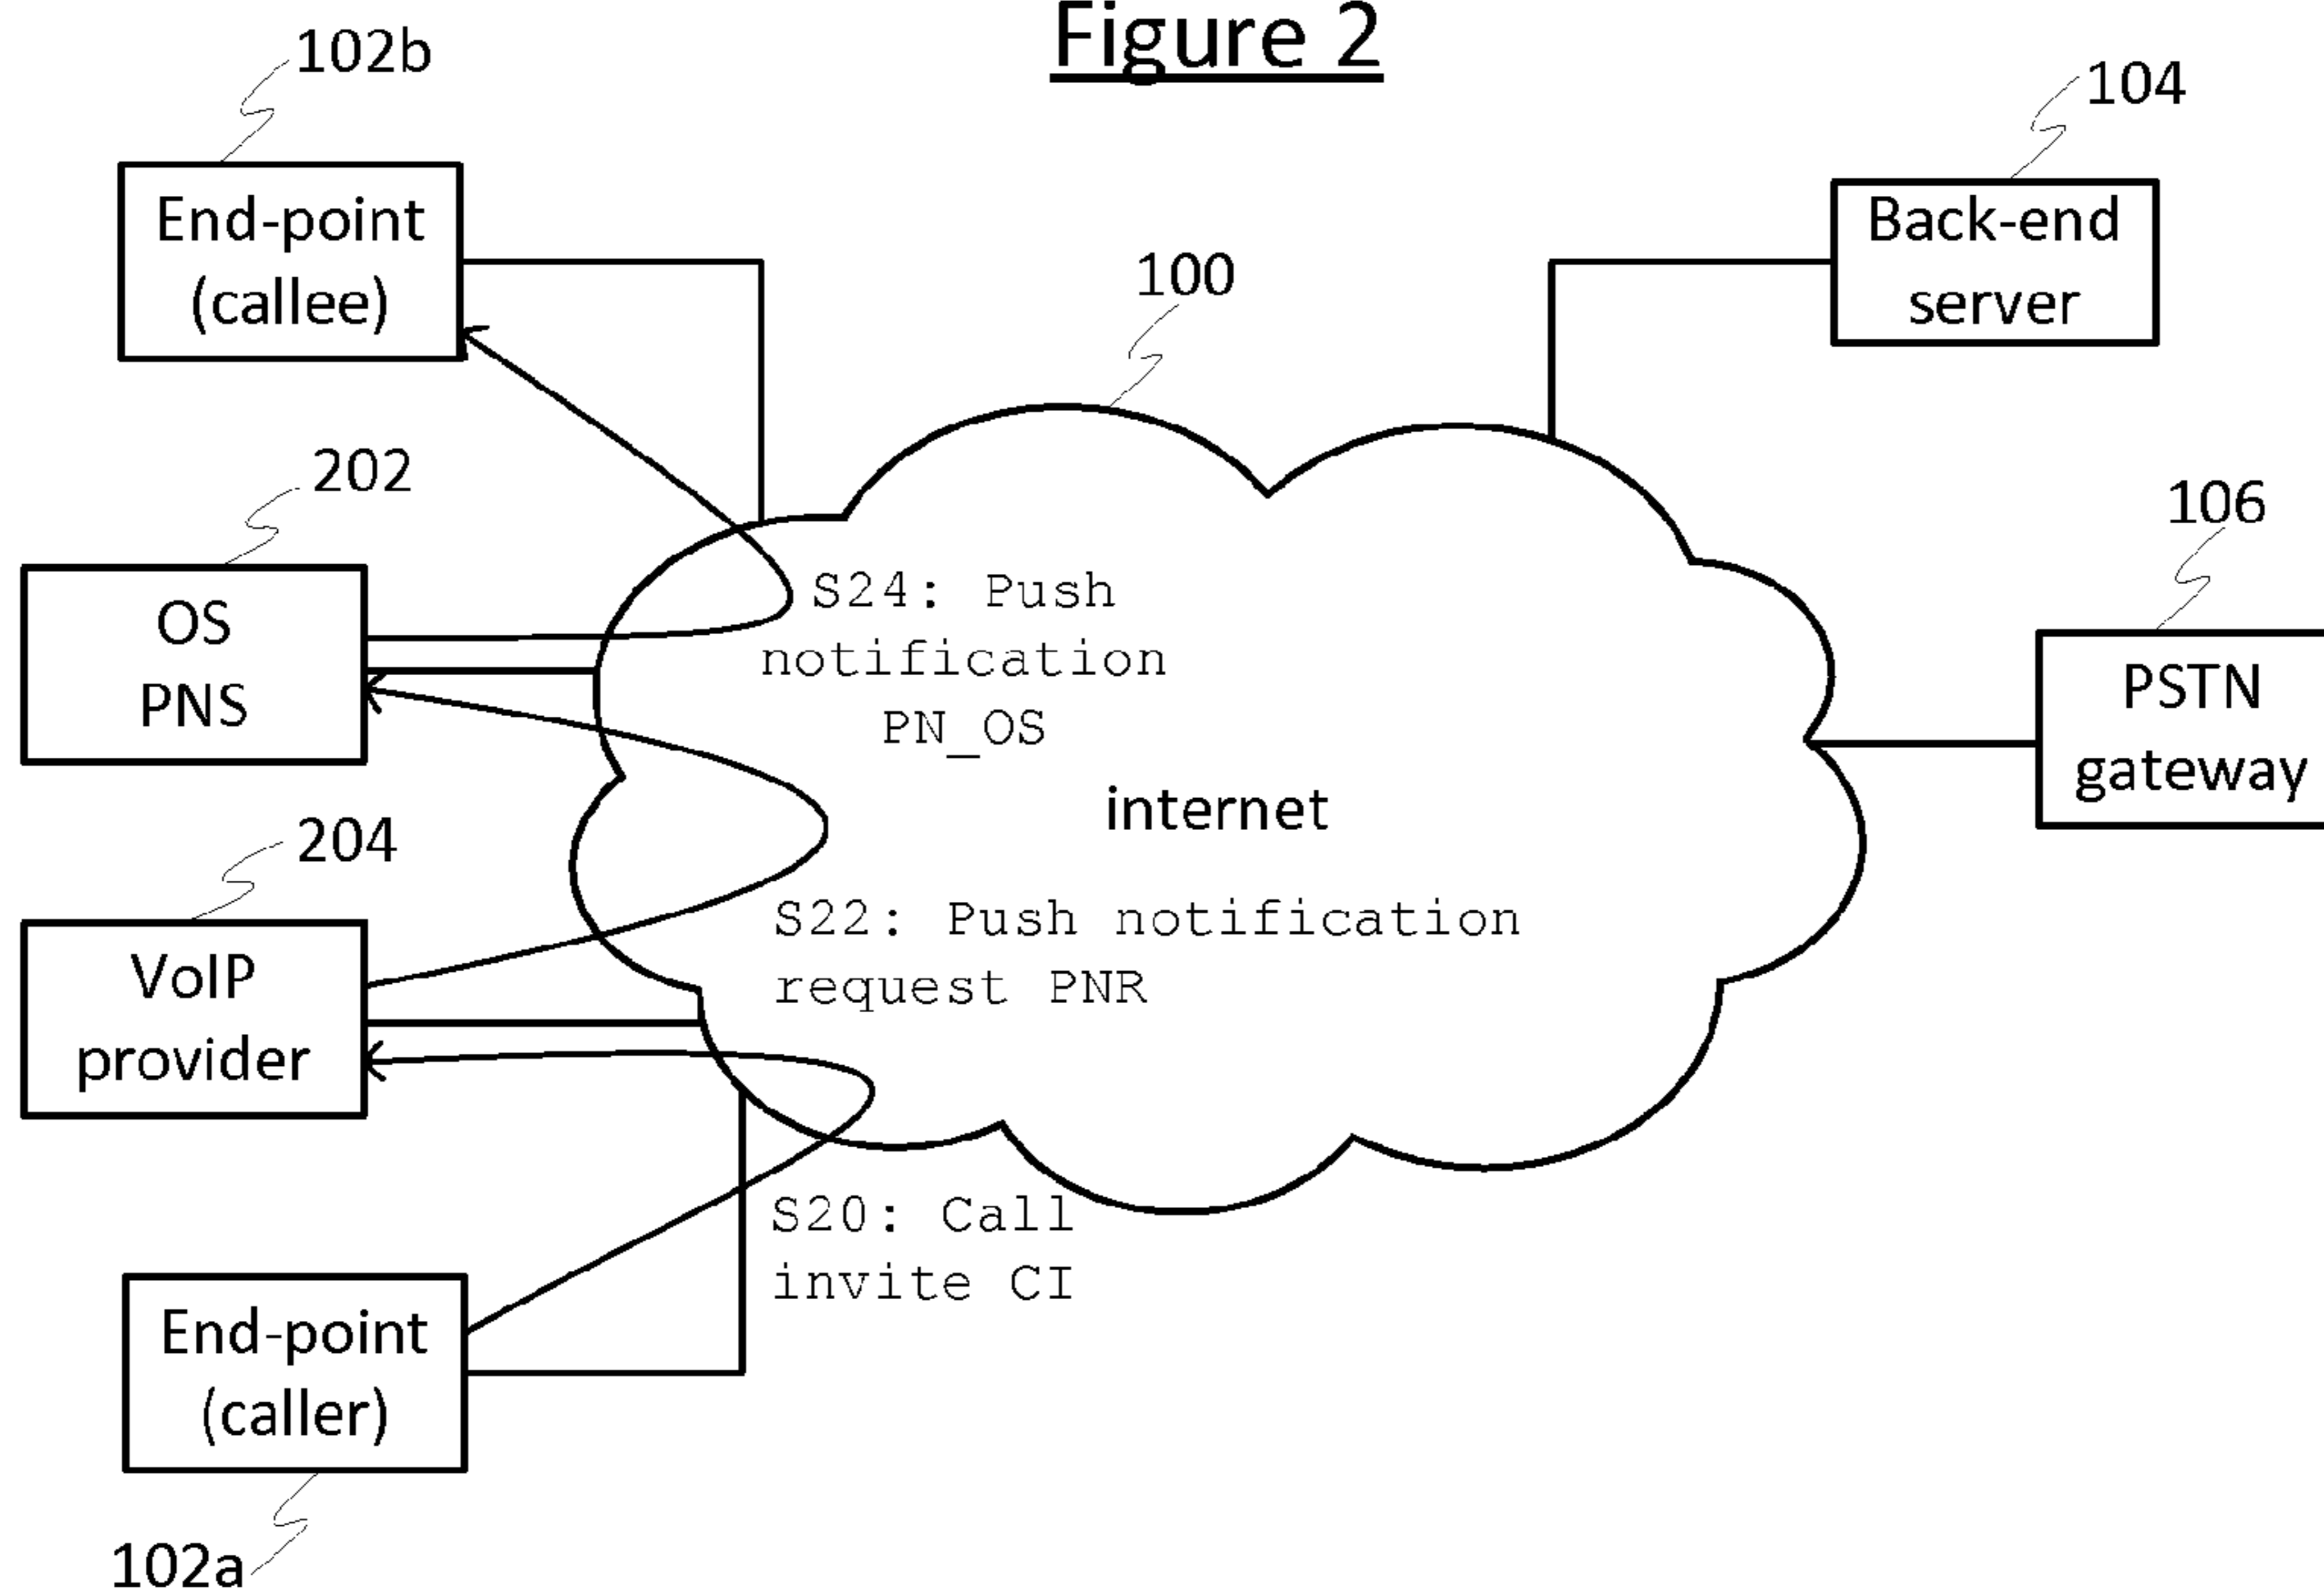 Figure 2
102b
104
End-point
(callee)
Back-end
server
100
202
106
OS
PNS
S24: Push
notification
PN_OS
PSTN
gateway
internet
204
VoIP
provider
S22: Push notification
request PNR
S20: Call
invite CI
End-point
(caller)
102a